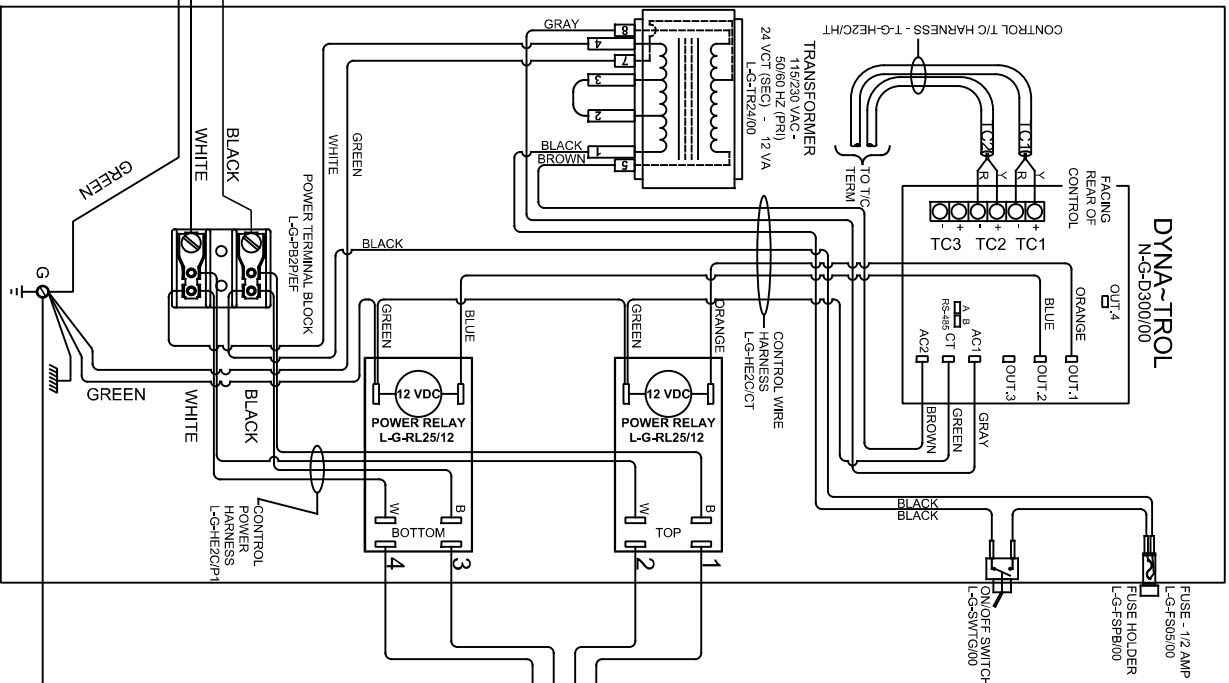 GRAY
8
4
7
3
2
1
5
BLACK
BROWN
TRANSFORMER
115/230 VAC -
50/60 HZ (PRI)
24 VCT (SEC) - 12 VA
L-G-TR24/00
CONTROL T/C HARNESS - T-G-HE2C/HT
TO T/C
TERM
C2
C1
R
Y
R
Y
FACING
REAR OF
CONTROL
- + - + - +
TC3 TC2 TC1
DYNA~TROL
N-G-D300/00
OUT.4
ORANGE
BLUE
A B
RS-485
CT
AC1
AC2
OUT.3
OUT.2
OUT.1
BROWN
GREEN
GRAY
GREEN
WHITE
BLACK
GREEN
WHITE
POWER TERMINAL BLOCK
L-G-PB2P/EF
BLACK
G
GREEN
WHITE
BLACK
GREEN
BLUE
12 VDC
POWER RELAY
L-G-RL25/12
W
B
BOTTOM
4
3
GREEN
ORANGE
12 VDC
POWER RELAY
L-G-RL25/12
W
B
TOP
2
1
CONTROL WIRE
HARNESS
L-G-HE2C/CT
CONTROL
POWER
HARNESS
L-G-HE2C/P1
BLACK
BLACK
ON/OFF SWITCH
L-G-SWTG/00
FUSE - 1/2 AMP
L-G-FS05/00
FUSE HOLDER
L-G-FSPB/00